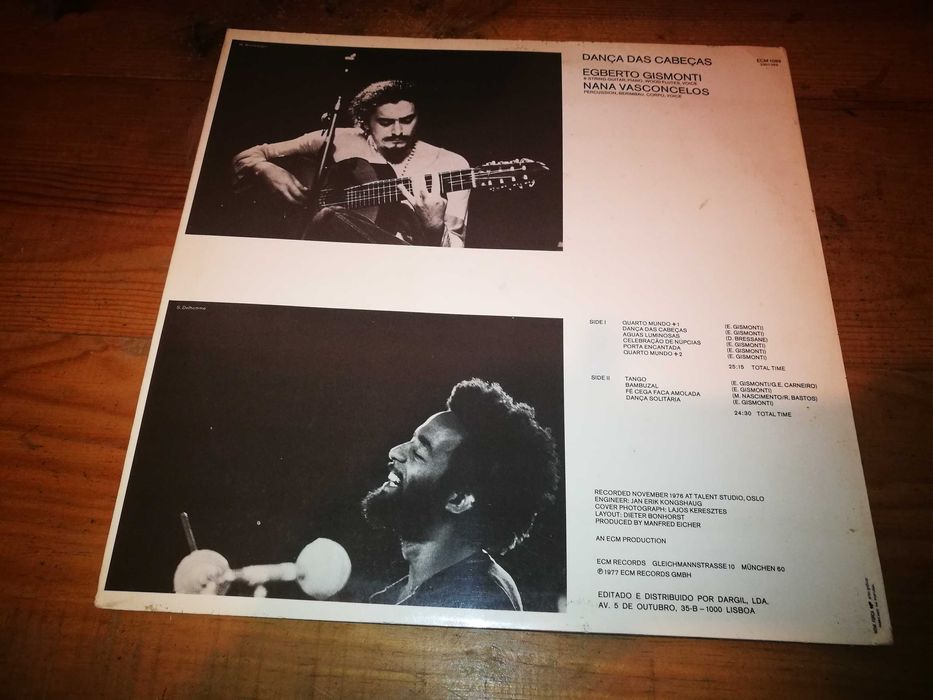 DANÇA DAS CABEÇAS
ECM 1089
EGBERTO GISMONTI
8 STRING GUITAR, PIANO, WOOD FLUTES, VOICE
NANA VASCONCELOS
PERCUSSION, BERIMBAU, CORPO, VOICE
G. Delhomme
SIDE I
QUARTO MUNDO #1 (E. GISMONTI)
DANÇA DAS CABEÇAS (E. GISMONTI)
AGUAS LUMINOSAS (D. BRESSANE)
CELEBRAÇÃO DE NÚPCIAS (E. GISMONTI)
PORTA ENCANTADA (E. GISMONTI)
QUARTO MUNDO #2 (E. GISMONTI)
25:15 TOTAL TIME
SIDE II
TANGO (E. GISMONTI/G.E. CARNEIRO)
BAMBUZAL (E. GISMONTI)
FÉ CEGA FACA AMOLADA (M. NASCIMENTO/R. BASTOS)
DANÇA SOLITÁRIA (E. GISMONTI)
24:30 TOTAL TIME
RECORDED NOVEMBER 1976 AT TALENT STUDIO, OSLO
ENGINEER: JAN ERIK KONGSHAUG
COVER PHOTOGRAPH: LAJOS KERESZTES
LAYOUT: DIETER BONHORST
PRODUCED BY MANFRED EICHER
AN ECM PRODUCTION
ECM RECORDS GLEICHMANNSTRASSE 10 MÜNCHEN 60
℗ 1977 ECM RECORDS GMBH
EDITADO E DISTRIBUIDO POR DARGIL, LDA.
AV. 5 DE OUTUBRO, 35-B – 1000 LISBOA